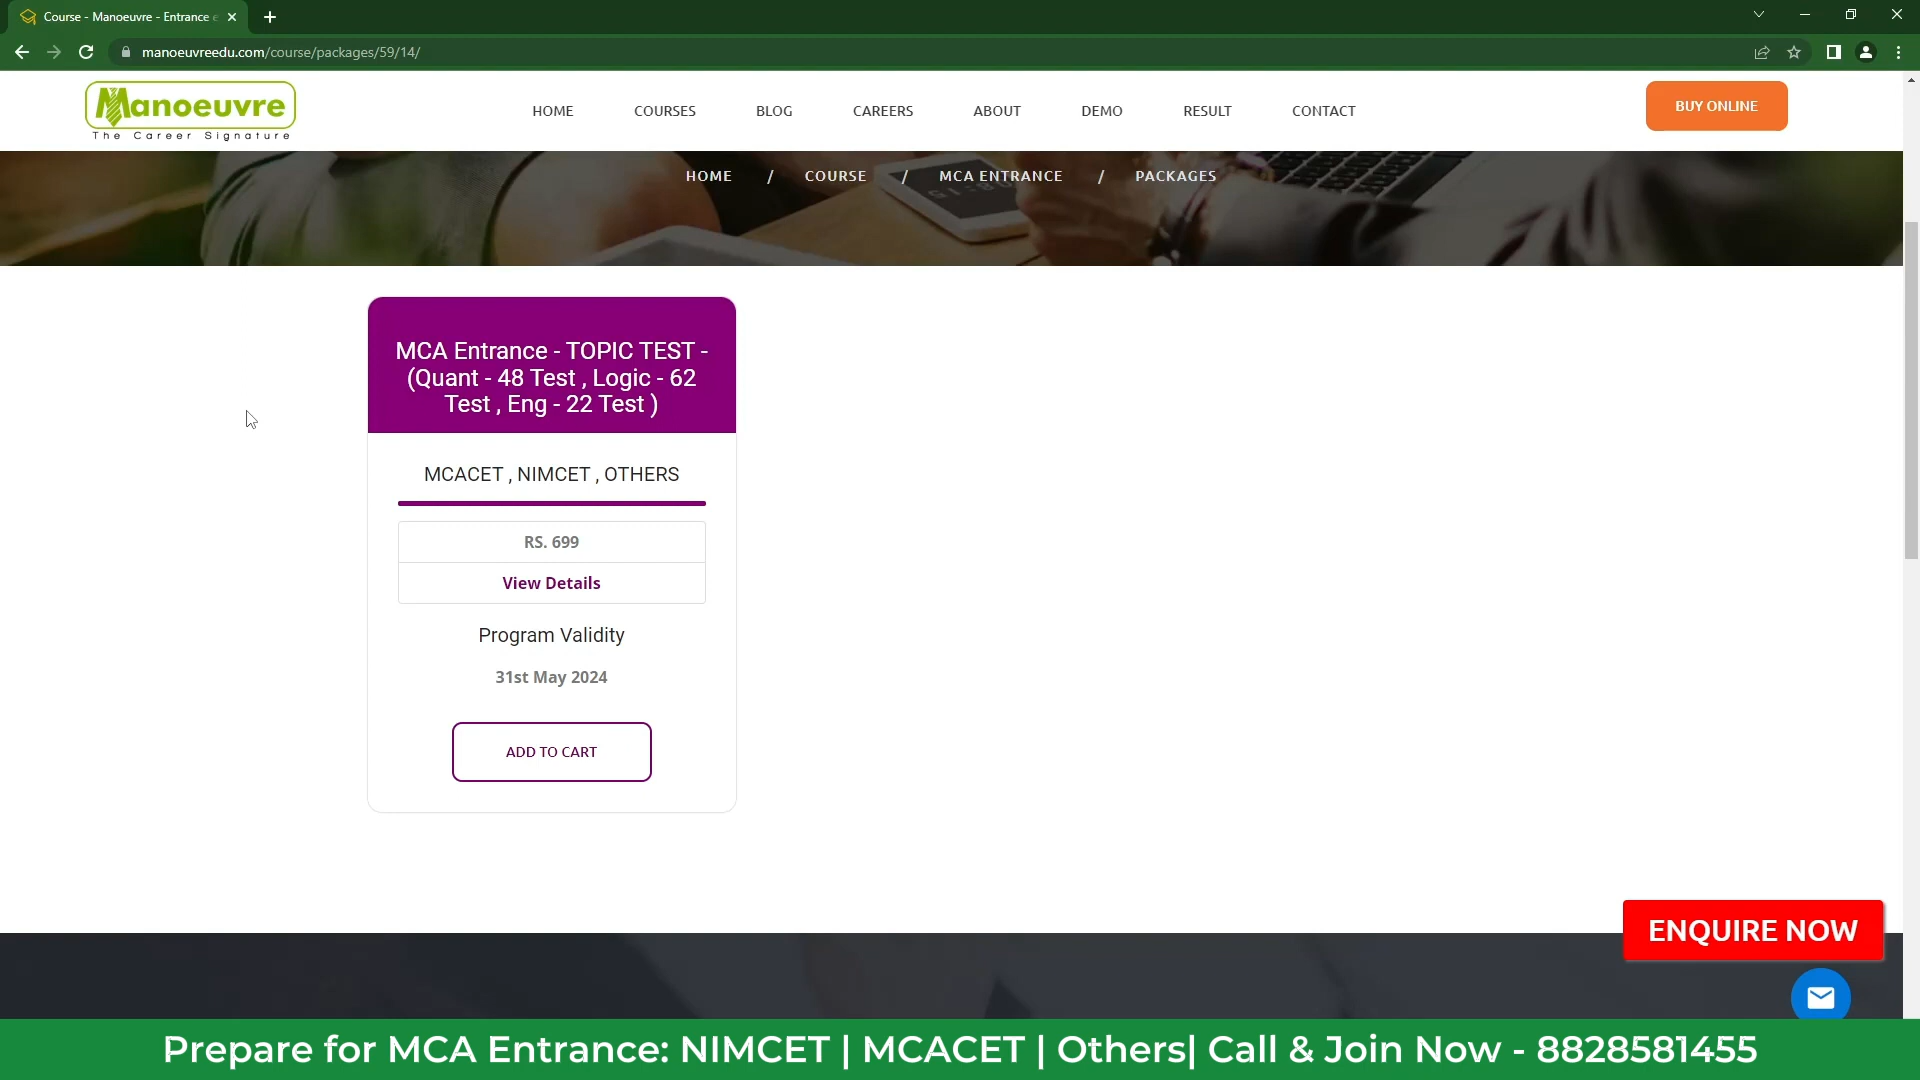 Course - Manoeuvre - Entrance e
manoeuvreedu.com/course/packages/59/14/
Manoeuvre
The Career Signature
HOME COURSES BLOG CAREERS ABOUT DEMO RESULT CONTACT
BUY ONLINE
HOME / COURSE / MCA ENTRANCE / PACKAGES
MCA Entrance - TOPIC TEST -
(Quant - 48 Test , Logic - 62
Test , Eng - 22 Test )
MCACET , NIMCET , OTHERS
RS. 699
View Details
Program Validity
31st May 2024
ADD TO CART
ENQUIRE NOW
Prepare for MCA Entrance: NIMCET | MCACET | Others| Call & Join Now - 8828581455